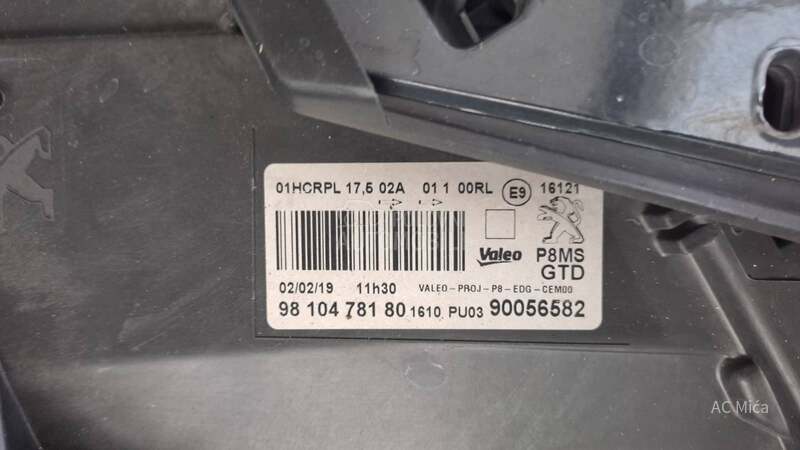 01HCRPL 17,5 02A 01 1 00RL E9 16121
Valeo P8MS
GTD
02/02/19 11h30 VALEO-PROJ-P8-EDG-CEM00
98 104 781 80 1610 PU03 90056582
AC Mića